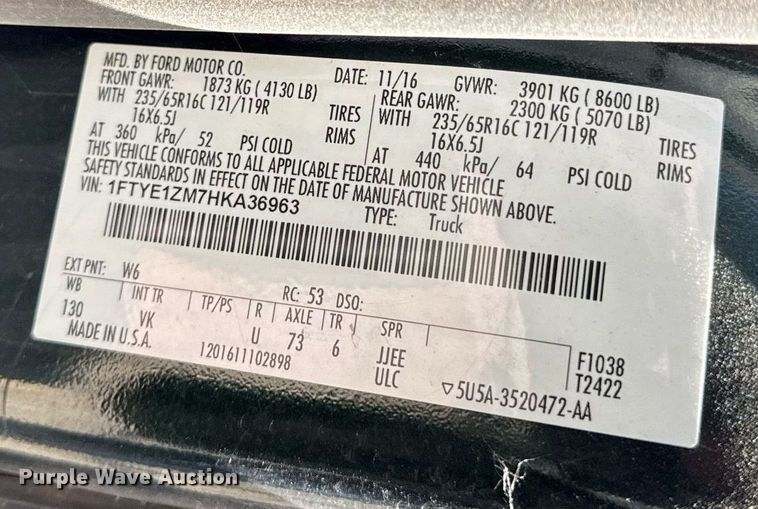 MFD. BY FORD MOTOR CO.
DATE: 11/16 GVWR: 3901 KG ( 8600 LB)
FRONT GAWR: 1873 KG ( 4130 LB)
REAR GAWR: 2300 KG ( 5070 LB)
WITH 235/65R16C 121/119R TIRES
WITH 235/65R16C 121/119R TIRES
16X6.5J RIMS
16X6.5J RIMS
AT 360 kPa/ 52 PSI COLD
AT 440 kPa/ 64 PSI COLD
THIS VEHICLE CONFORMS TO ALL APPLICABLE FEDERAL MOTOR VEHICLE
SAFETY STANDARDS IN EFFECT ON THE DATE OF MANUFACTURE SHOWN ABOVE.
VIN: 1FTYE1ZM7HKA36963
TYPE: Truck
EXT PNT: W6 RC: 53 DSO:
WB INT TR TP/PS R AXLE TR SPR
130 VK U 73 6 JJEE F1038
MADE IN U.S.A. 1201611102898 ULC T2422
▽5U5A-3520472-AA
Purple Wave Auction